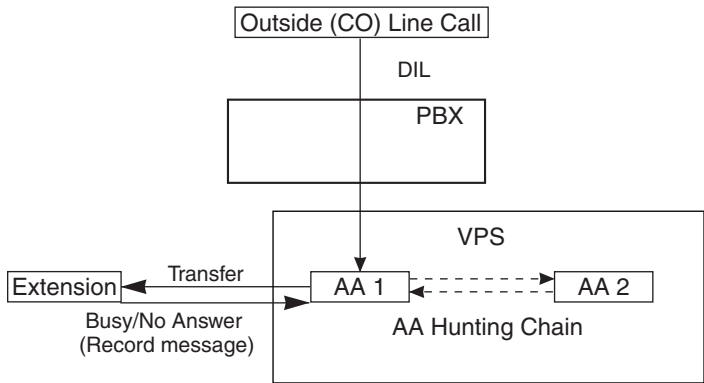 Outside (CO) Line Call
DIL
PBX
VPS
Extension
Transfer
AA 1
AA 2
Busy/No Answer
(Record message)
AA Hunting Chain